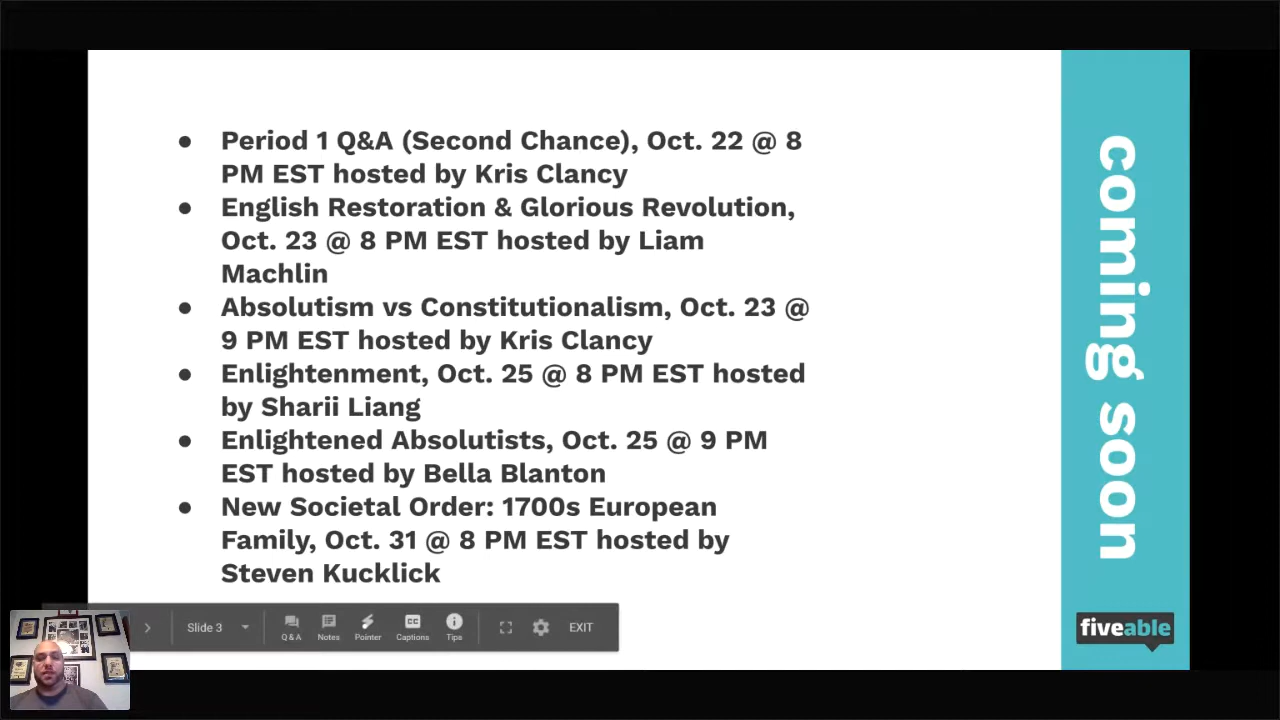 ● Period 1 Q&A (Second Chance), Oct. 22 @ 8
PM EST hosted by Kris Clancy
● English Restoration & Glorious Revolution,
Oct. 23 @ 8 PM EST hosted by Liam
Machlin
● Absolutism vs Constitutionalism, Oct. 23 @
9 PM EST hosted by Kris Clancy
● Enlightenment, Oct. 25 @ 8 PM EST hosted
by Sharii Liang
● Enlightened Absolutists, Oct. 25 @ 9 PM
EST hosted by Bella Blanton
● New Societal Order: 1700s European
Family, Oct. 31 @ 8 PM EST hosted by
Steven Kucklick
coming soon
fiveable
Slide 3
Q & A
Notes
Pointer
CC
Captions
Tips
EXIT